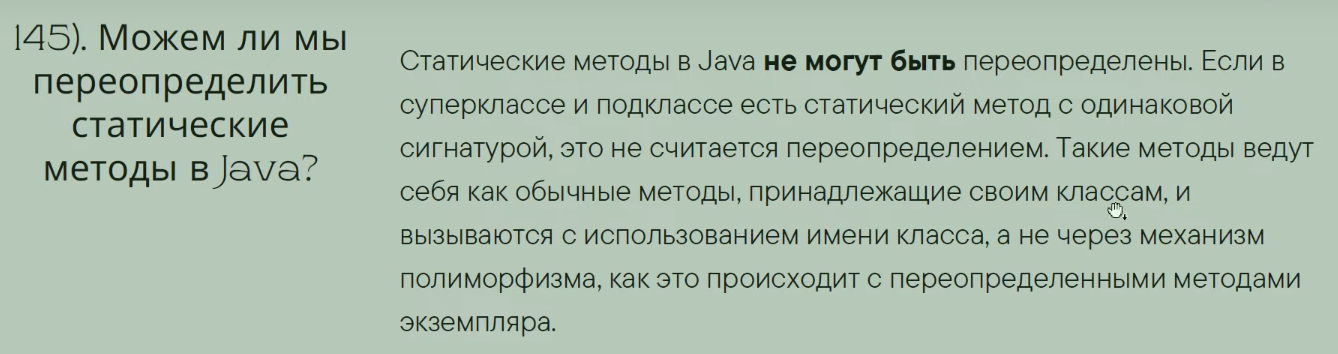 145). Можем ли мы
переопределить
статические
методы в Java?
Статические методы в Java не могут быть переопределены. Если в
суперклассе и подклассе есть статический метод с одинаковой
сигнатурой, это не считается переопределением. Такие методы ведут
себя как обычные методы, принадлежащие своим классам, и
вызываются с использованием имени класса, а не через механизм
полиморфизма, как это происходит с переопределенными методами
экземпляра.